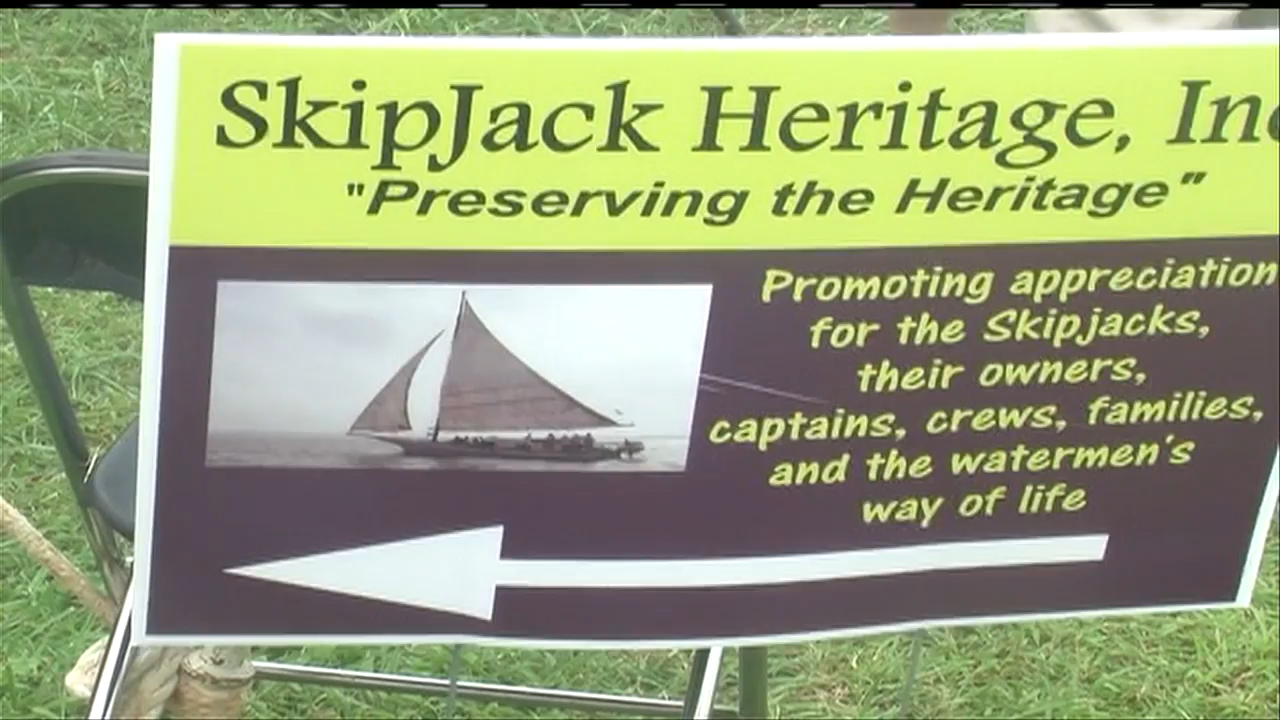 SkipJack Heritage, Inc
"Preserving the Heritage"
Promoting appreciation
for the Skipjacks,
their owners,
captains, crews, families,
and the watermen's
way of life